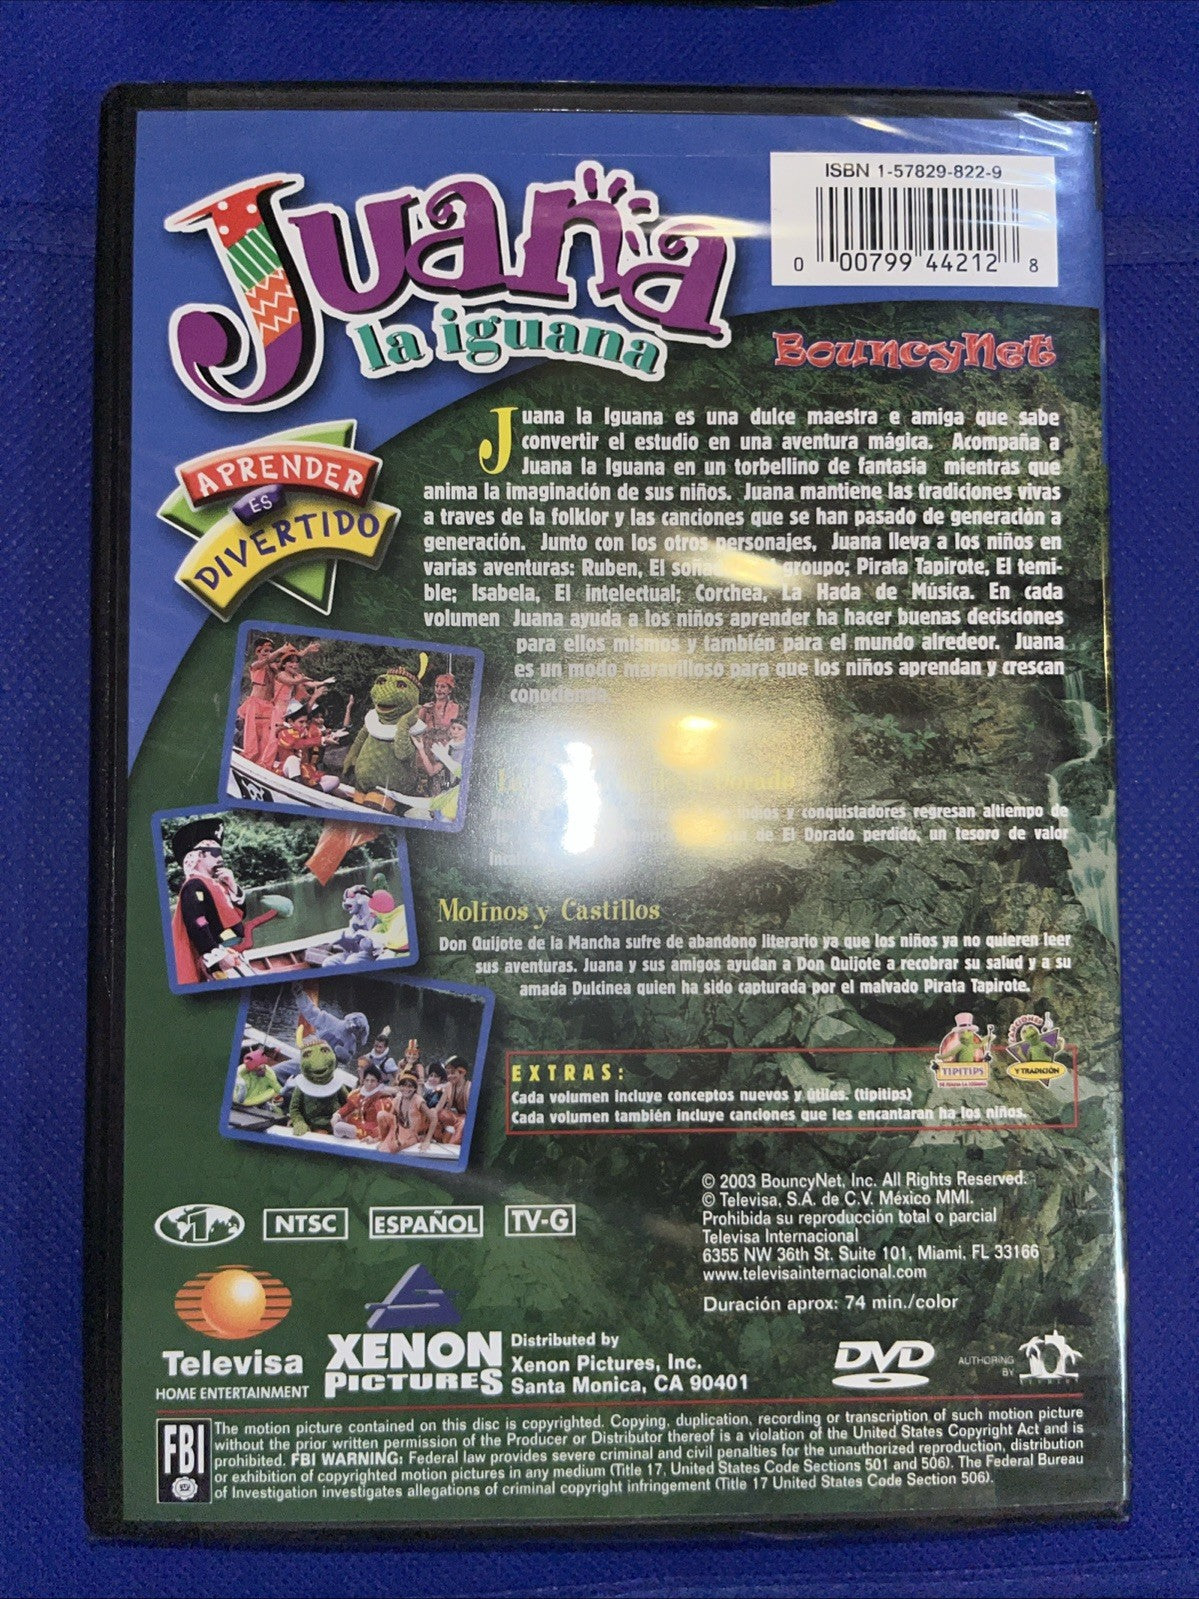 Juana
la iguana
ISBN 1-57829-822-9
0 00799 44212 8
BouncyNet
APRENDER
ES
DIVERTIDO
Juana la Iguana es una dulce maestra e amiga que sabe
convertir el estudio en una aventura mágica. Acompaña a
Juana la Iguana en un torbellino de fantasia mientras que
anima la imaginación de sus niños. Juana mantiene las tradiciones vivas
a traves de la folklor y las canciones que se han pasado de generación a
generación. Junto con los otros personajes, Juana lleva a los niños en
varias aventuras: Ruben, El groupo; Pirata Tapirote, El temi-
ble; Isabela, El intelectual; Corchea, La Hada de Música. En cada
volumen Juana ayuda a los niños aprender ha hacer buenas decisiones
para ellos mismos y también para el mundo alredeor. Juana
es un modo maravilloso para que los niños aprendan y crescan
conociendo.
y conquistadores regresan altiempo de
de El Dorado perdido, un tesoro de valor
Molinos y Castillos
Don Quijote de la Mancha sufre de abandono literario ya que los niños ya no quieren leer
sus aventuras. Juana y sus amigos ayudan a Don Quijote a recobrar su salud y a su
amada Dulcinea quien ha sido capturada por el malvado Pirata Tapirote.
TIPITIPS
Y TRADICIÓN
EXTRAS:
Cada volumen incluye conceptos nuevos y útiles. (tipitips)
Cada volumen también incluye canciones que les encantaran ha los niños.
© 2003 BouncyNet, Inc. All Rights Reserved.
© Televisa, S.A. de C.V. México MMI.
Prohibida su reproducción total o parcial
Televisa Internacional
6355 NW 36th St. Suite 101, Miami, FL 33166
www.televisainternacional.com
Duración aprox: 74 min./color
1 NTSC ESPAÑOL TV-G
Televisa
HOME ENTERTAINMENT
XENON
PICTURES
Distributed by
Xenon Pictures, Inc.
Santa Monica, CA 90401
DVD
AUTHORING
BY
FBI
The motion picture contained on this disc is copyrighted. Copying, duplication, recording or transcription of such motion picture
without the prior written permission of the Producer or Distributor thereof is a violation of the United States Copyright Act and is
prohibited. FBI WARNING: Federal law provides severe criminal and civil penalties for the unauthorized reproduction, distribution
or exhibition of copyrighted motion pictures in any medium (Title 17, United States Code Sections 501 and 506). The Federal Bureau
of Investigation investigates allegations of criminal copyright infringement (Title 17 United States Code Section 506).